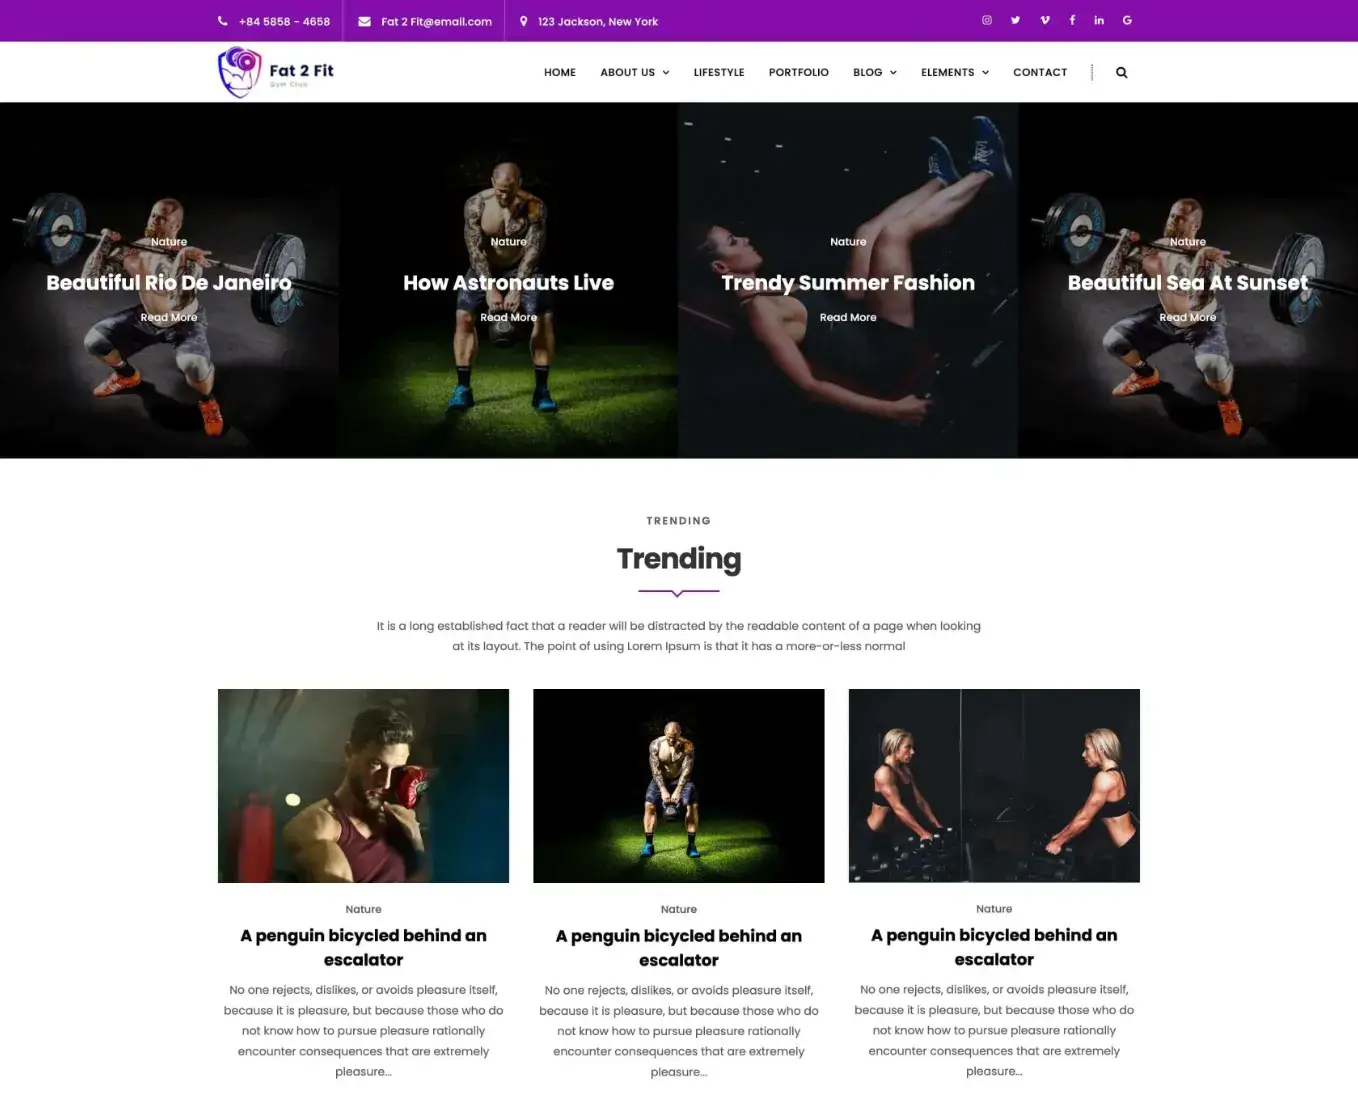 +84 5858 - 4658
Fat 2 Fit@email.com
123 Jackson, New York
Fat 2 Fit
Gym Club
HOME
ABOUT US
LIFESTYLE
PORTFOLIO
BLOG
ELEMENTS
CONTACT
Nature
Beautiful Rio De Janeiro
Read More
Nature
How Astronauts Live
Read More
Nature
Trendy Summer Fashion
Read More
Nature
Beautiful Sea At Sunset
Read More
TRENDING
Trending
It is a long established fact that a reader will be distracted by the readable content of a page when looking
at its layout. The point of using Lorem Ipsum is that it has a more-or-less normal
Nature
A penguin bicycled behind an
escalator
No one rejects, dislikes, or avoids pleasure itself,
because it is pleasure, but because those who do
not know how to pursue pleasure rationally
encounter consequences that are extremely
pleasure...
Nature
A penguin bicycled behind an
escalator
No one rejects, dislikes, or avoids pleasure itself,
because it is pleasure, but because those who do
not know how to pursue pleasure rationally
encounter consequences that are extremely
pleasure...
Nature
A penguin bicycled behind an
escalator
No one rejects, dislikes, or avoids pleasure itself,
because it is pleasure, but because those who do
not know how to pursue pleasure rationally
encounter consequences that are extremely
pleasure...